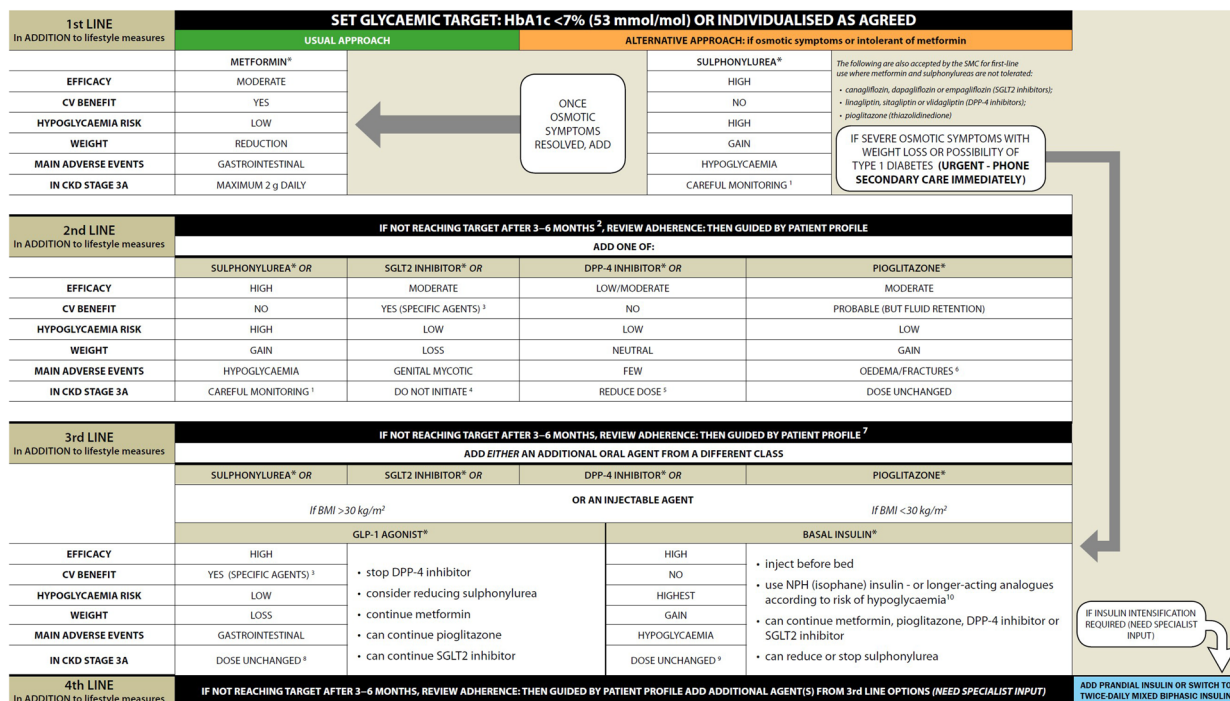 1st LINE
In ADDITION to lifestyle measures
SET GLYCAEMIC TARGET: HbA1c <7% (53 mmol/mol) OR INDIVIDUALISED AS AGREED
USUAL APPROACH
ALTERNATIVE APPROACH: if osmotic symptoms or intolerant of metformin
METFORMIN*
SULPHONYLUREA*
EFFICACY
MODERATE
HIGH
CV BENEFIT
YES
NO
HYPOGLYCAEMIA RISK
LOW
HIGH
WEIGHT
REDUCTION
GAIN
MAIN ADVERSE EVENTS
GASTROINTESTINAL
HYPOGLYCAEMIA
IN CKD STAGE 3A
MAXIMUM 2 g DAILY
CAREFUL MONITORING 1
ONCE
OSMOTIC
SYMPTOMS
RESOLVED, ADD
The following are also accepted by the SMC for first-line
use where metformin and sulphonylureas are not tolerated:
• canagliflozin, dapagliflozin or empagliflozin (SGLT2 inhibitors);
• linagliptin, sitagliptin or vildagliptin (DPP-4 inhibitors);
• pioglitazone (thiazolidinedione)
IF SEVERE OSMOTIC SYMPTOMS WITH
WEIGHT LOSS OR POSSIBILITY OF
TYPE 1 DIABETES (URGENT - PHONE
SECONDARY CARE IMMEDIATELY)
2nd LINE
In ADDITION to lifestyle measures
IF NOT REACHING TARGET AFTER 3–6 MONTHS 2, REVIEW ADHERENCE: THEN GUIDED BY PATIENT PROFILE
ADD ONE OF:
SULPHONYLUREA* OR
SGLT2 INHIBITOR* OR
DPP-4 INHIBITOR* OR
PIOGLITAZONE*
EFFICACY
HIGH
MODERATE
LOW/MODERATE
MODERATE
CV BENEFIT
NO
YES (SPECIFIC AGENTS) 3
NO
PROBABLE (BUT FLUID RETENTION)
HYPOGLYCAEMIA RISK
HIGH
LOW
LOW
LOW
WEIGHT
GAIN
LOSS
NEUTRAL
GAIN
MAIN ADVERSE EVENTS
HYPOGLYCAEMIA
GENITAL MYCOTIC
FEW
OEDEMA/FRACTURES 6
IN CKD STAGE 3A
CAREFUL MONITORING 1
DO NOT INITIATE 4
REDUCE DOSE 5
DOSE UNCHANGED
3rd LINE
In ADDITION to lifestyle measures
IF NOT REACHING TARGET AFTER 3–6 MONTHS, REVIEW ADHERENCE: THEN GUIDED BY PATIENT PROFILE 7
ADD EITHER AN ADDITIONAL ORAL AGENT FROM A DIFFERENT CLASS
SULPHONYLUREA* OR
SGLT2 INHIBITOR* OR
DPP-4 INHIBITOR* OR
PIOGLITAZONE*
OR AN INJECTABLE AGENT
If BMI >30 kg/m2
If BMI <30 kg/m2
GLP-1 AGONIST*
BASAL INSULIN*
EFFICACY
HIGH
HIGH
CV BENEFIT
YES (SPECIFIC AGENTS) 3
NO
HYPOGLYCAEMIA RISK
LOW
HIGHEST
WEIGHT
LOSS
GAIN
MAIN ADVERSE EVENTS
GASTROINTESTINAL
HYPOGLYCAEMIA
IN CKD STAGE 3A
DOSE UNCHANGED 8
DOSE UNCHANGED 9
• stop DPP-4 inhibitor
• consider reducing sulphonylurea
• continue metformin
• can continue pioglitazone
• can continue SGLT2 inhibitor
• inject before bed
• use NPH (isophane) insulin - or longer-acting analogues
according to risk of hypoglycaemia10
• can continue metformin, pioglitazone, DPP-4 inhibitor or
SGLT2 inhibitor
• can reduce or stop sulphonylurea
IF INSULIN INTENSIFICATION
REQUIRED (NEED SPECIALIST
INPUT)
4th LINE
In ADDITION to lifestyle measures
IF NOT REACHING TARGET AFTER 3–6 MONTHS, REVIEW ADHERENCE: THEN GUIDED BY PATIENT PROFILE ADD ADDITIONAL AGENT(S) FROM 3rd LINE OPTIONS (NEED SPECIALIST INPUT)
ADD PRANDIAL INSULIN OR SWITCH TO
TWICE-DAILY MIXED BIPHASIC INSULIN